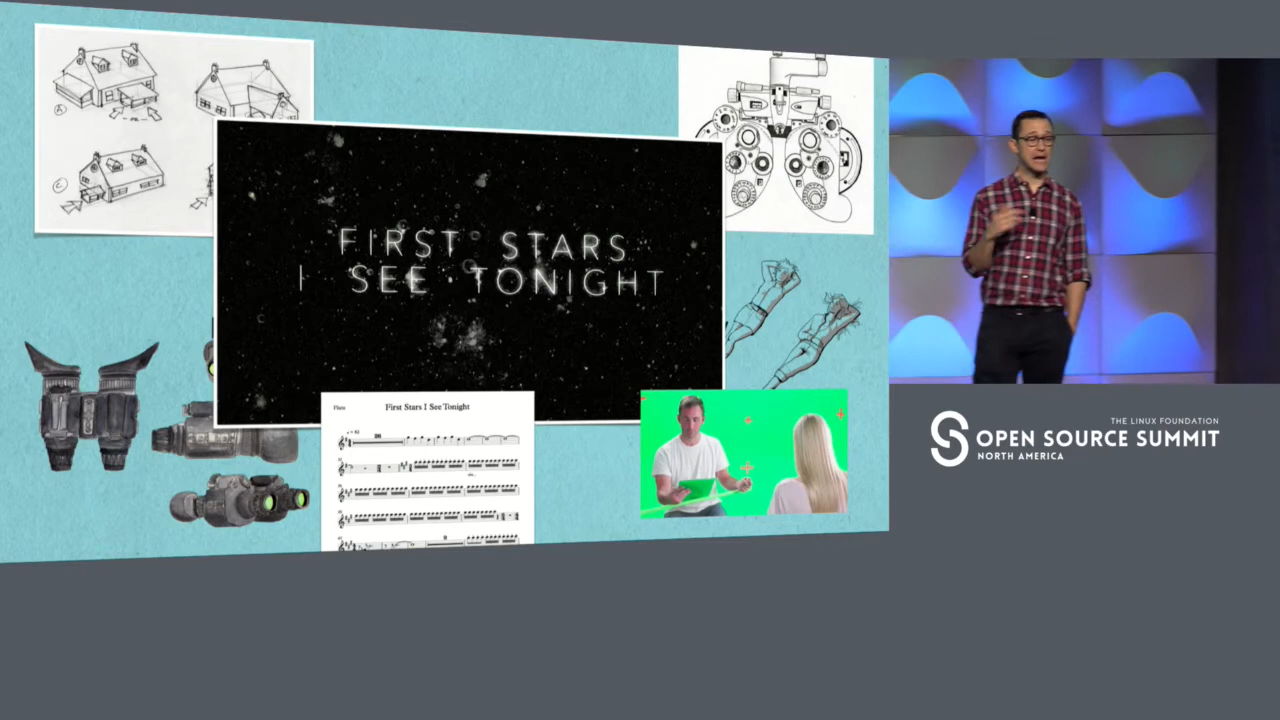 FIRST STARS
I SEE TONIGHT
Flute
First Stars I See Tonight
THE LINUX FOUNDATION
OPEN SOURCE SUMMIT
NORTH AMERICA